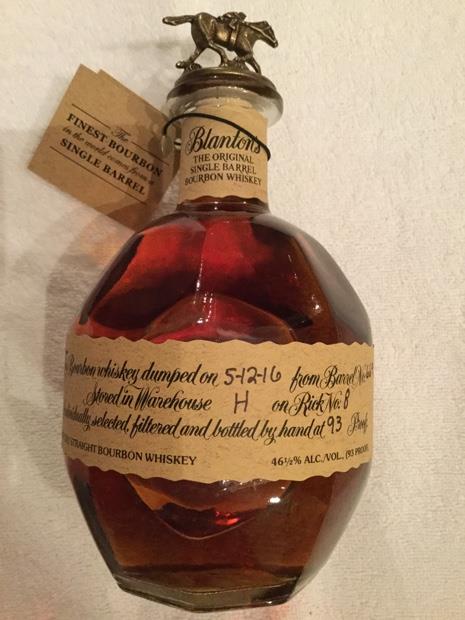 The
FINEST BOURBON
in the world comes from a
SINGLE BARREL
Blanton's
THE ORIGINAL
SINGLE BARREL
BOURBON WHISKEY
Bourbon whiskey dumped on 5-12-16 from Barrel No.
Stored in Warehouse H on Rick No. 8
selected, filtered and bottled by hand at 93 Proof
STRAIGHT BOURBON WHISKEY 46½% ALC./VOL. (93 PROOF)